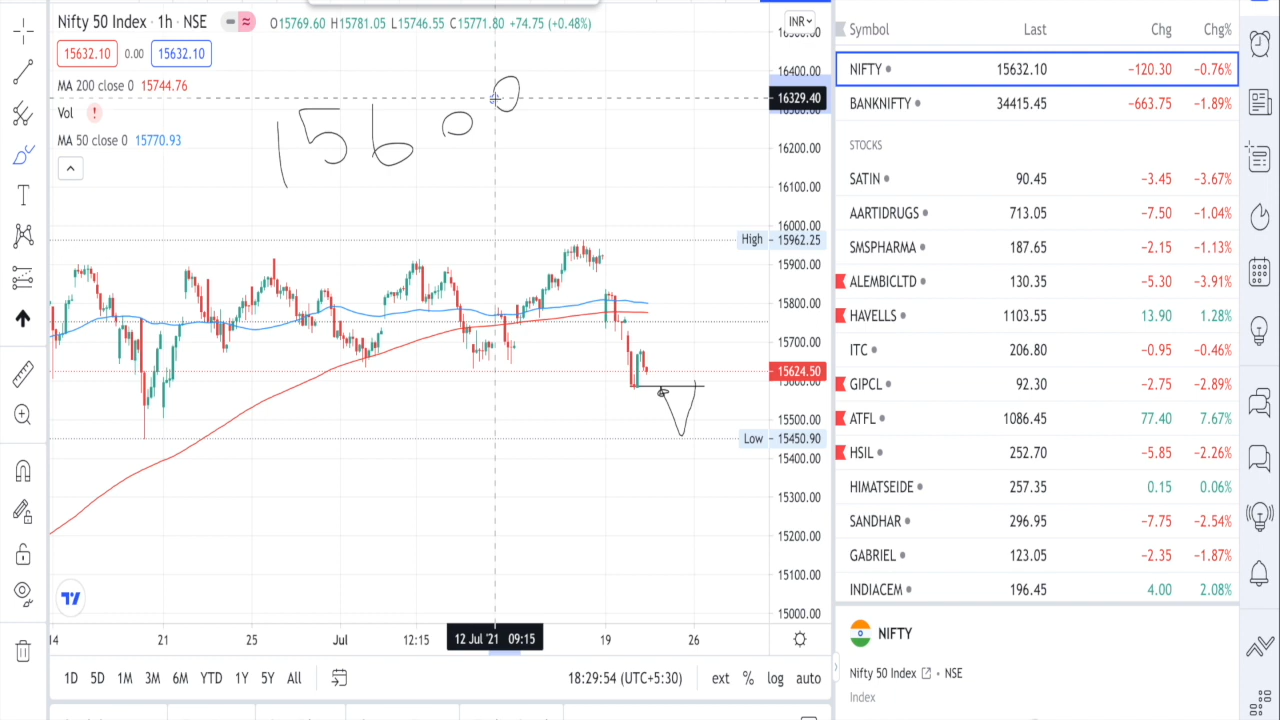 Nifty 50 Index · 1h · NSE
O15769.60 H15781.05 L15746.55 C15771.80 +74.75 (+0.48%)
15632.10 0.00 15632.10
MA 200 close 0 15744.76
Vol !
MA 50 close 0 15770.93
15600
INR
16400.00
16329.40
16200.00
16100.00
16000.00
High 15962.25
15900.00
15800.00
15700.00
15624.50
15500.00
Low 15450.90
15400.00
15300.00
15200.00
15100.00
15000.00
14 21 25 Jul 12:15 12 Jul '21 09:15 19 26
1D 5D 1M 3M 6M YTD 1Y 5Y All
18:29:54 (UTC+5:30) ext % log auto
Symbol Last Chg Chg%
NIFTY 15632.10 −120.30 −0.76%
BANKNIFTY 34415.45 −663.75 −1.89%
STOCKS
SATIN 90.45 −3.45 −3.67%
AARTIDRUGS 713.05 −7.50 −1.04%
SMSPHARMA 187.65 −2.15 −1.13%
ALEMBICLTD 130.35 −5.30 −3.91%
HAVELLS 1103.55 13.90 1.28%
ITC 206.80 −0.95 −0.46%
GIPCL 92.30 −2.75 −2.89%
ATFL 1086.45 77.40 7.67%
HSIL 252.70 −5.85 −2.26%
HIMATSEIDE 257.35 0.15 0.06%
SANDHAR 296.95 −7.75 −2.54%
GABRIEL 123.05 −2.35 −1.87%
INDIACEM 196.45 4.00 2.08%
NIFTY
Nifty 50 Index · NSE
Index